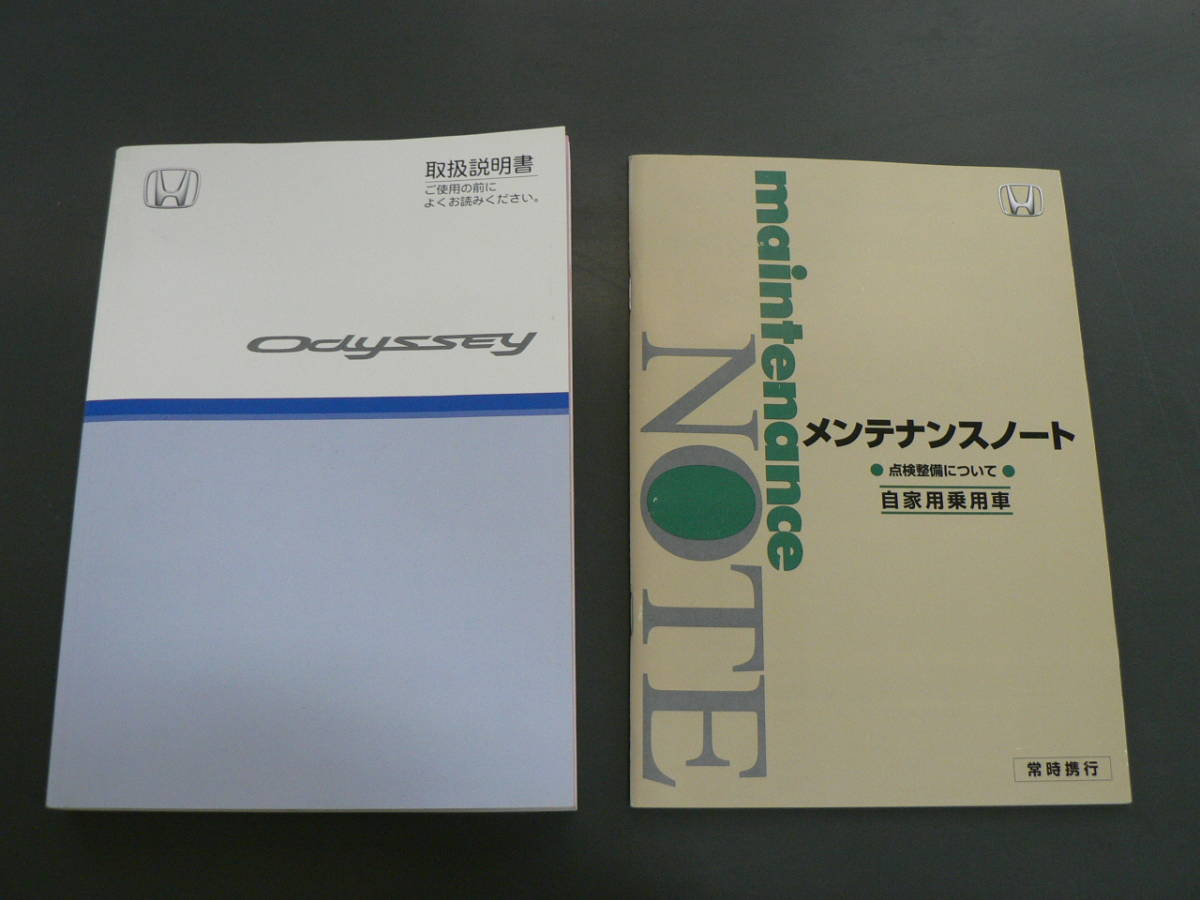 取扱説明書
ご使用の前に
よくお読みください。
Odyssey
maintenance
NOTE
メンテナンスノート
● 点検整備について ●
自家用乗用車
常時携行